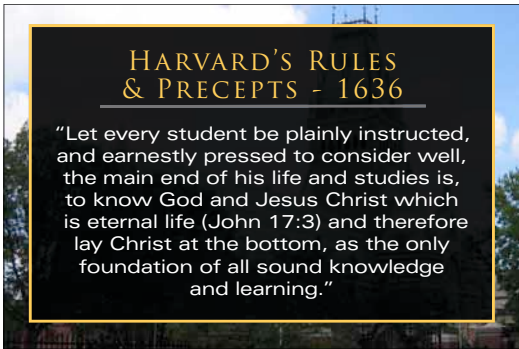 HARVARD'S RULES
& PRECEPTS - 1636
"Let every student be plainly instructed,
and earnestly pressed to consider well,
the main end of his life and studies is,
to know God and Jesus Christ which
is eternal life (John 17:3) and therefore
lay Christ at the bottom, as the only
foundation of all sound knowledge
and learning."